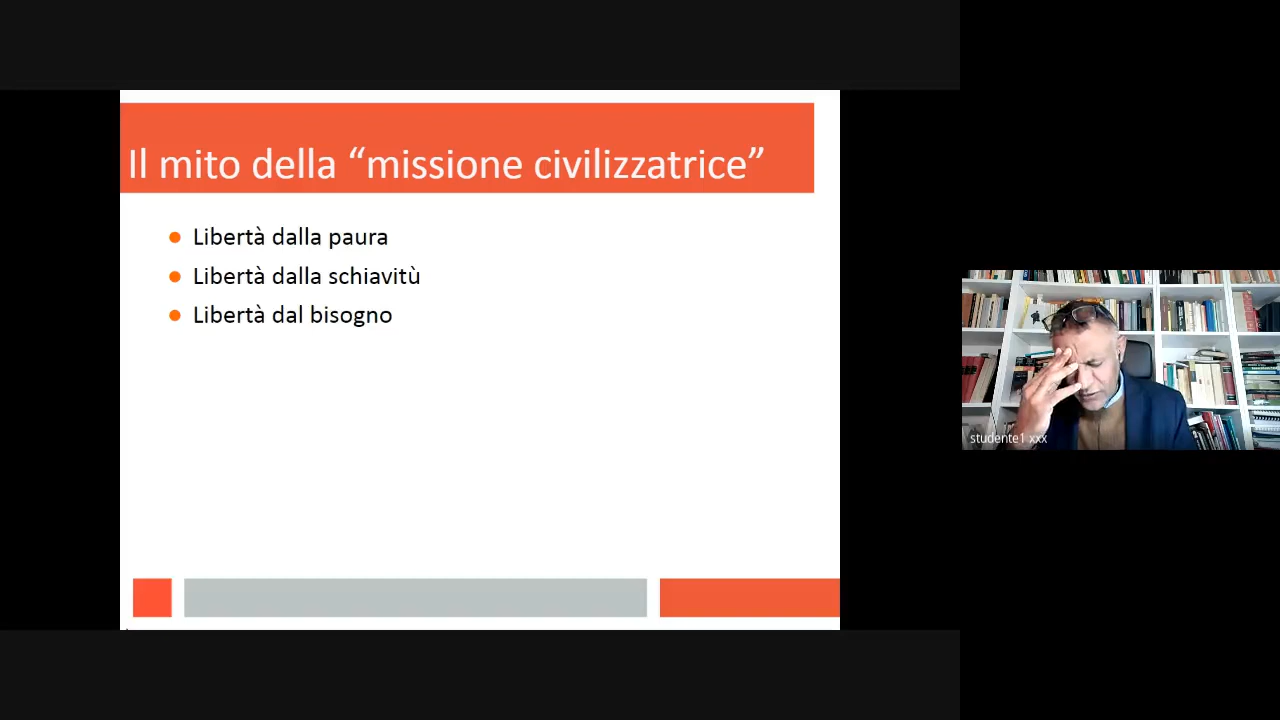 Il mito della “missione civilizzatrice”
Libertà dalla paura
Libertà dalla schiavitù
Libertà dal bisogno
studente1 xxx